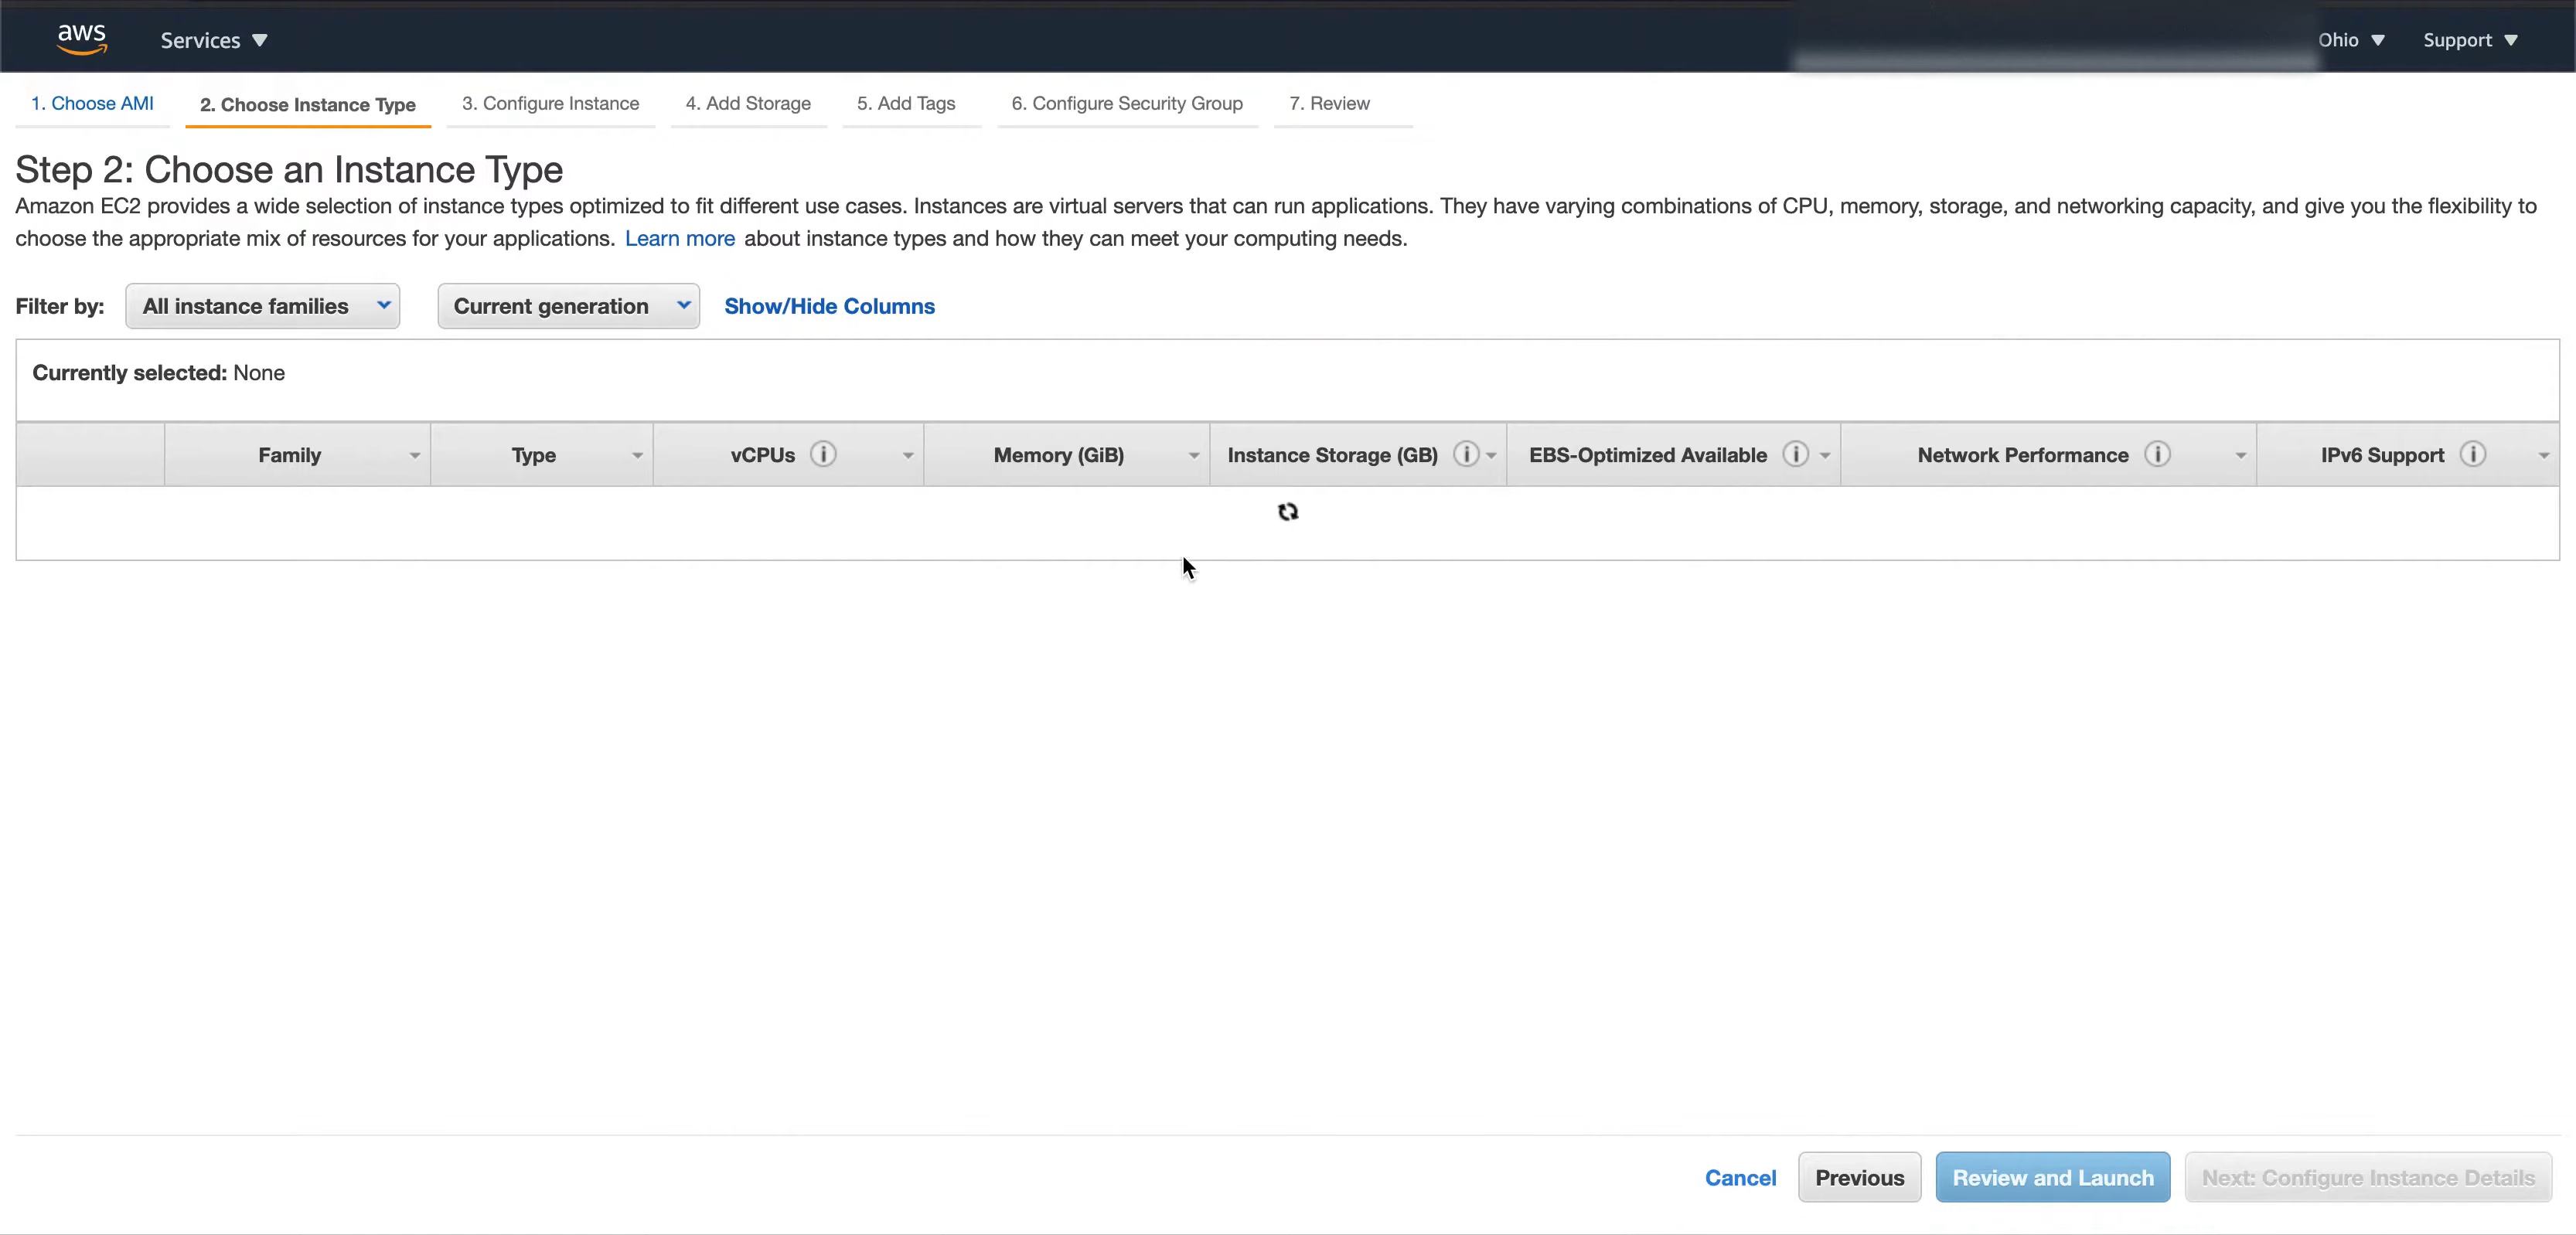 aws Services Ohio Support
1. Choose AMI 2. Choose Instance Type 3. Configure Instance 4. Add Storage 5. Add Tags 6. Configure Security Group 7. Review
Step 2: Choose an Instance Type
Amazon EC2 provides a wide selection of instance types optimized to fit different use cases. Instances are virtual servers that can run applications. They have varying combinations of CPU, memory, storage, and networking capacity, and give you the flexibility to
choose the appropriate mix of resources for your applications. Learn more about instance types and how they can meet your computing needs.
Filter by: All instance families Current generation Show/Hide Columns
Currently selected: None
Family Type vCPUs Memory (GiB) Instance Storage (GB) EBS-Optimized Available Network Performance IPv6 Support
Cancel Previous Review and Launch Next: Configure Instance Details